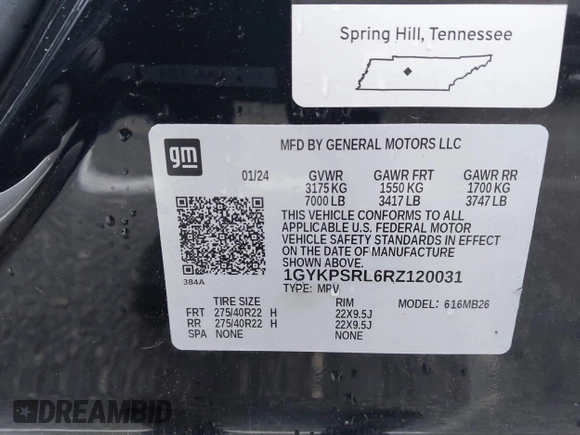 Spring Hill, Tennessee
gm
MFD BY GENERAL MOTORS LLC
01/24 GVWR GAWR FRT GAWR RR
3175 KG 1550 KG 1700 KG
7000 LB 3417 LB 3747 LB
THIS VEHICLE CONFORMS TO ALL
APPLICABLE U.S. FEDERAL MOTOR
VEHICLE SAFETY STANDARDS IN EFFECT
ON THE DATE OF MANUFACTURE
SHOWN ABOVE.
384A
1GYKPSRL6RZ120031
TYPE: MPV MODEL: 616MB26
TIRE SIZE RIM
FRT 275/40R22 H 22X9.5J
RR 275/40R22 H 22X9.5J
SPA NONE NONE
DREAMBID